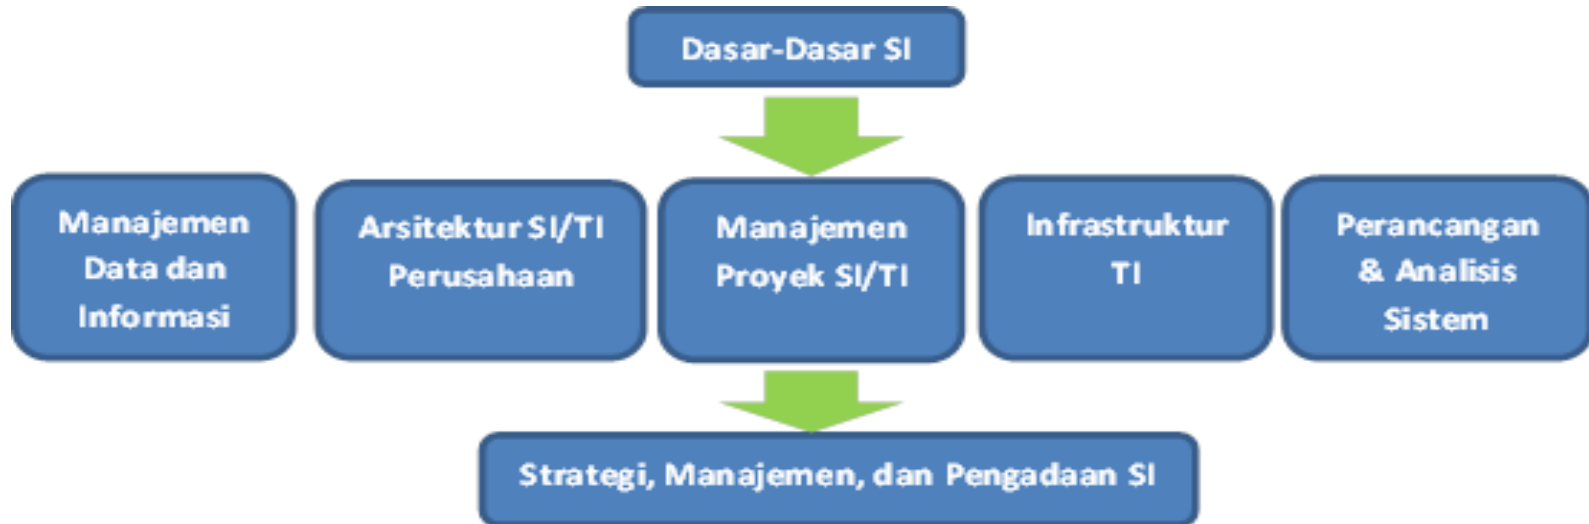 Dasar-Dasar SI
Manajemen
Data dan
Informasi
Arsitektur SI/TI
Perusahaan
Manajemen
Proyek SI/TI
Infrastruktur
TI
Perancangan
& Analisis
Sistem
Strategi, Manajemen, dan Pengadaan SI